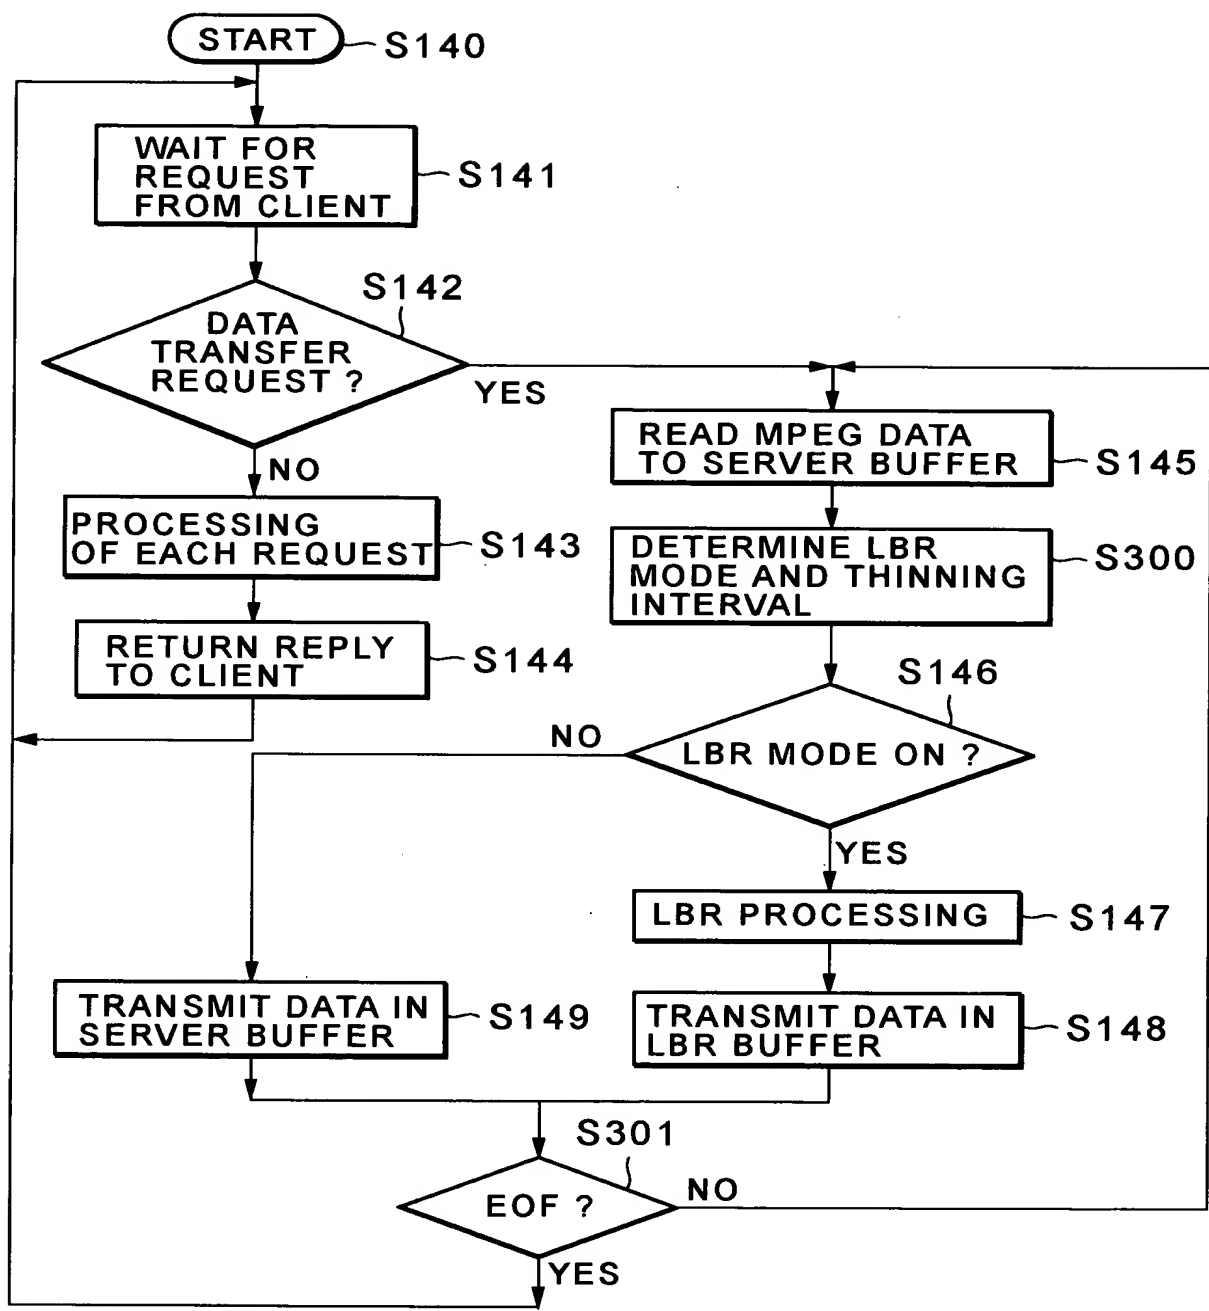 START
S140
WAIT FOR
REQUEST
FROM CLIENT
S141
S142
DATA
TRANSFER
REQUEST ?
YES
NO
READ MPEG DATA
TO SERVER BUFFER
S145
PROCESSING
OF EACH REQUEST
S143
DETERMINE LBR
MODE AND THINNING
INTERVAL
S300
RETURN REPLY
TO CLIENT
S144
S146
NO
LBR MODE ON ?
YES
LBR PROCESSING
S147
TRANSMIT DATA IN
SERVER BUFFER
S149
TRANSMIT DATA IN
LBR BUFFER
S148
S301
EOF ?
NO
YES